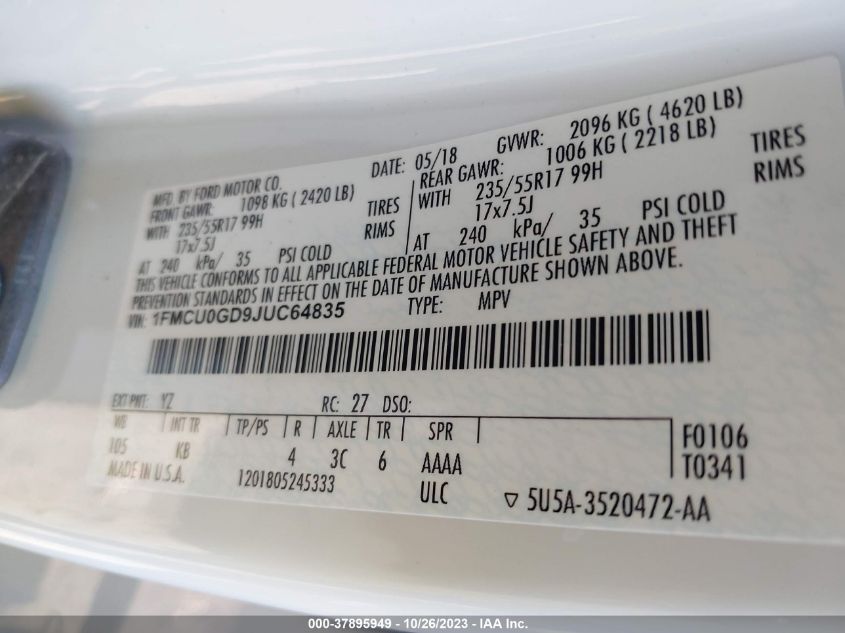 MFD. BY FORD MOTOR CO.
DATE: 05/18 GVWR: 2096 KG ( 4620 LB)
FRONT GAWR: 1098 KG ( 2420 LB)
WITH 235/55R17 99H TIRES
17x7.5J RIMS
AT 240 kPa/ 35 PSI COLD
REAR GAWR: 1006 KG ( 2218 LB)
WITH 235/55R17 99H TIRES
17x7.5J RIMS
AT 240 kPa/ 35 PSI COLD
THIS VEHICLE CONFORMS TO ALL APPLICABLE FEDERAL MOTOR VEHICLE SAFETY AND THEFT
PREVENTION STANDARDS IN EFFECT ON THE DATE OF MANUFACTURE SHOWN ABOVE.
VIN: 1FMCU0GD9JUC64835 TYPE: MPV
EXT PNT: YZ RC: 27 DSO:
WB INT TR TP/PS R AXLE TR SPR
105 KB 4 3C 6 AAAA
F0106
T0341
MADE IN U.S.A. 1201805245333 ULC
▽ 5U5A-3520472-AA
000-37895949 - 10/26/2023 - IAA Inc.